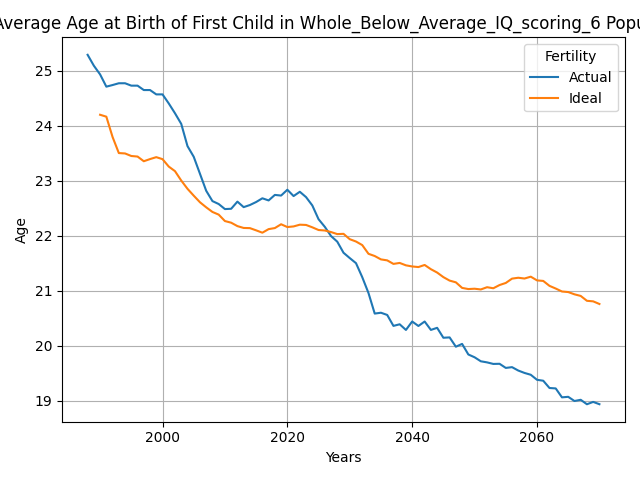 Average Age at Birth of First Child in Whole_Below_Average_IQ_scoring_6 Popu
Fertility
Actual
Ideal
25
24
23
22
21
20
19
Age
2000
2020
2040
2060
Years